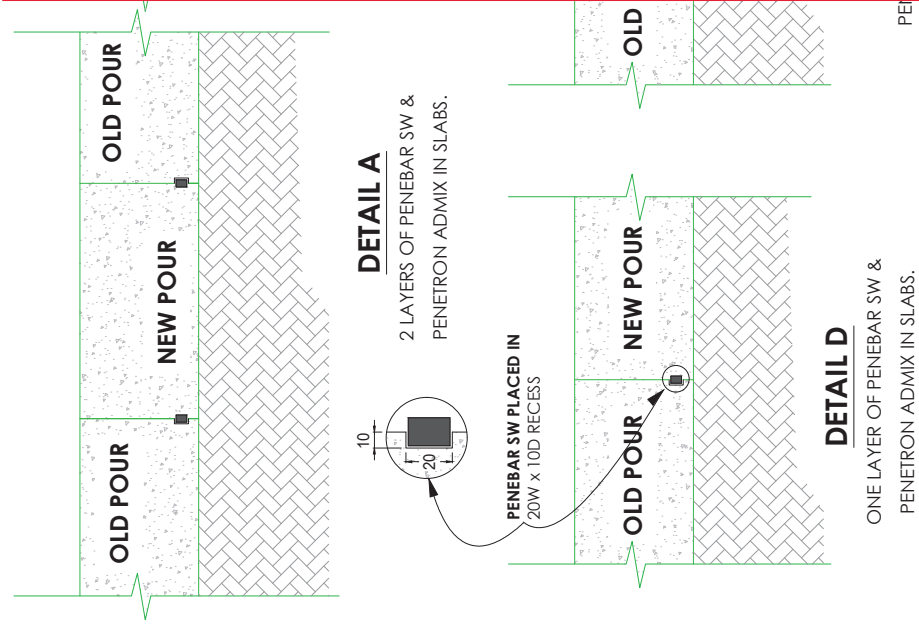 OLD POUR
NEW POUR
OLD POUR
DETAIL A
2 LAYERS OF PENEBAR SW &
PENETRON ADMIX IN SLABS.
10
20
PENEBAR SW PLACED IN
20W x 10D RECESS
OLD POUR
NEW POUR
DETAIL D
ONE LAYER OF PENEBAR SW &
PENETRON ADMIX IN SLABS.
OLD